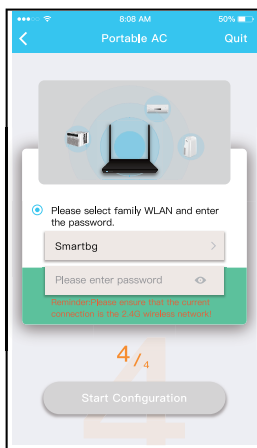 8:08 AM 50%
Portable AC Quit
Please select family WLAN and enter
the password.
Smartbg
Please enter password
Reminder:Please ensure that the current
connection is the 2.4G wireless network!
4/4
4
Start Configuration